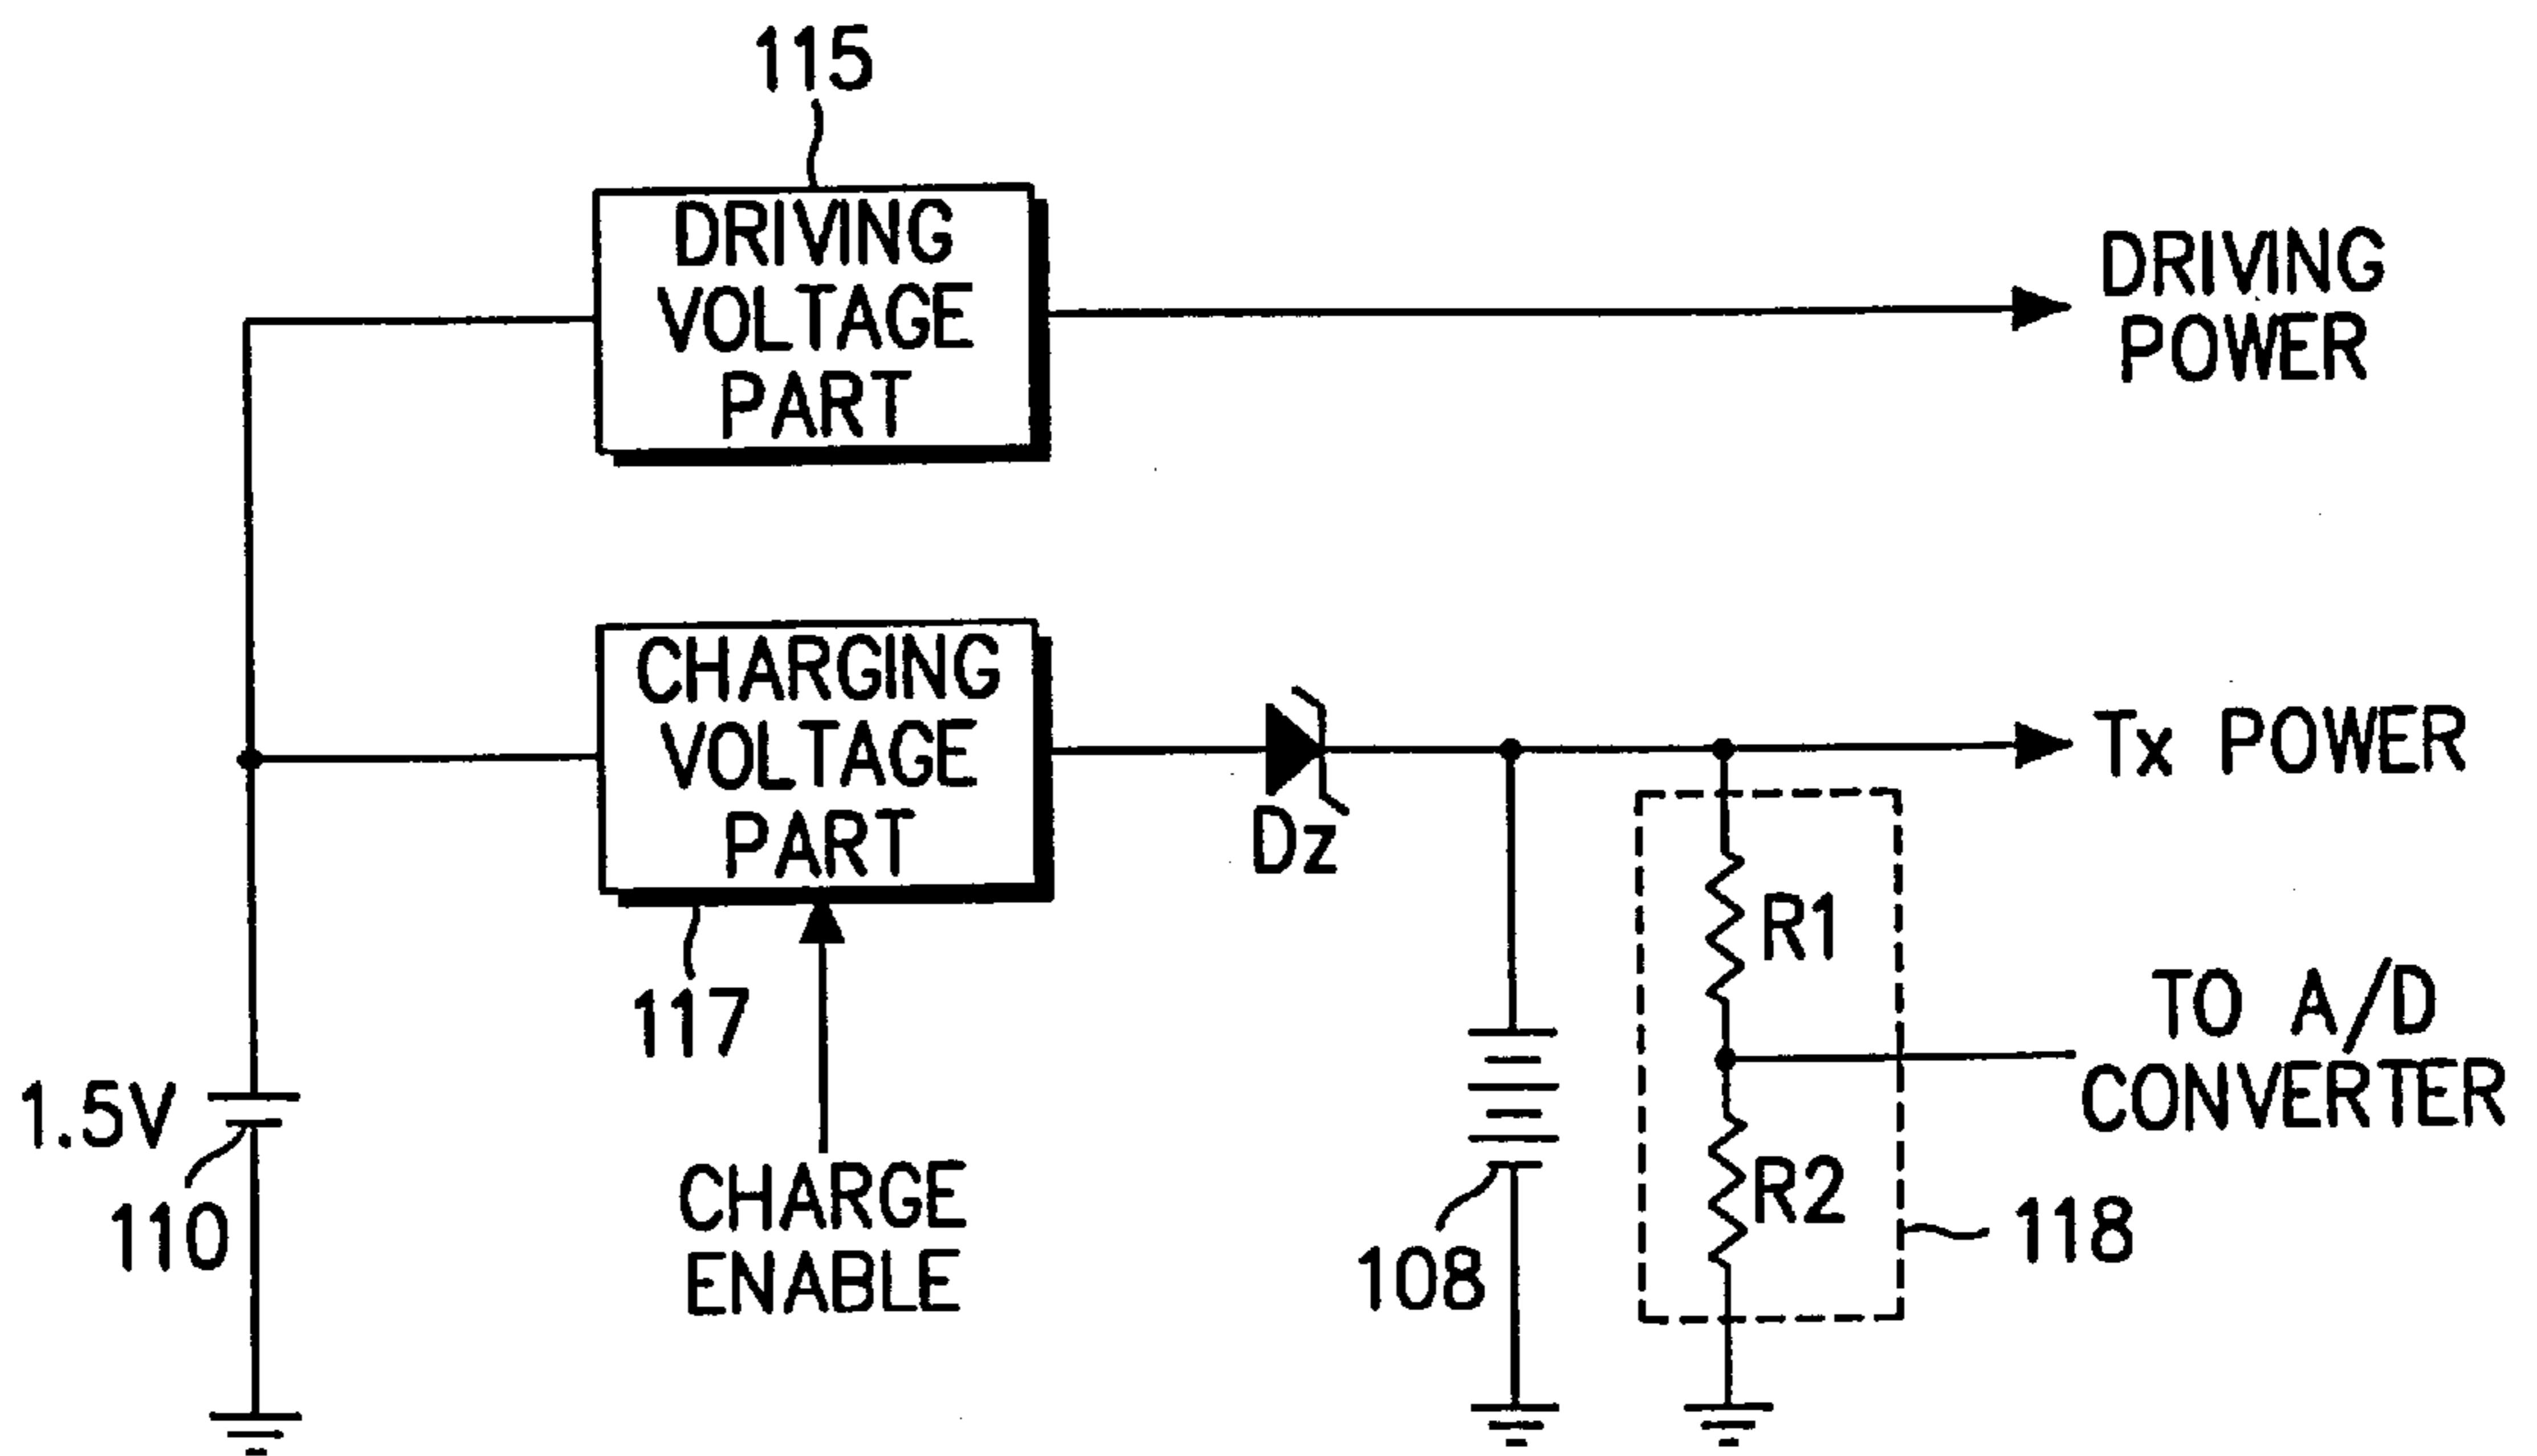 115
DRIVING
VOLTAGE
PART
DRIVING
POWER
CHARGING
VOLTAGE
PART
117
CHARGE
ENABLE
Dz
Tx POWER
R1
TO A/D
CONVERTER
R2
118
108
1.5V
110